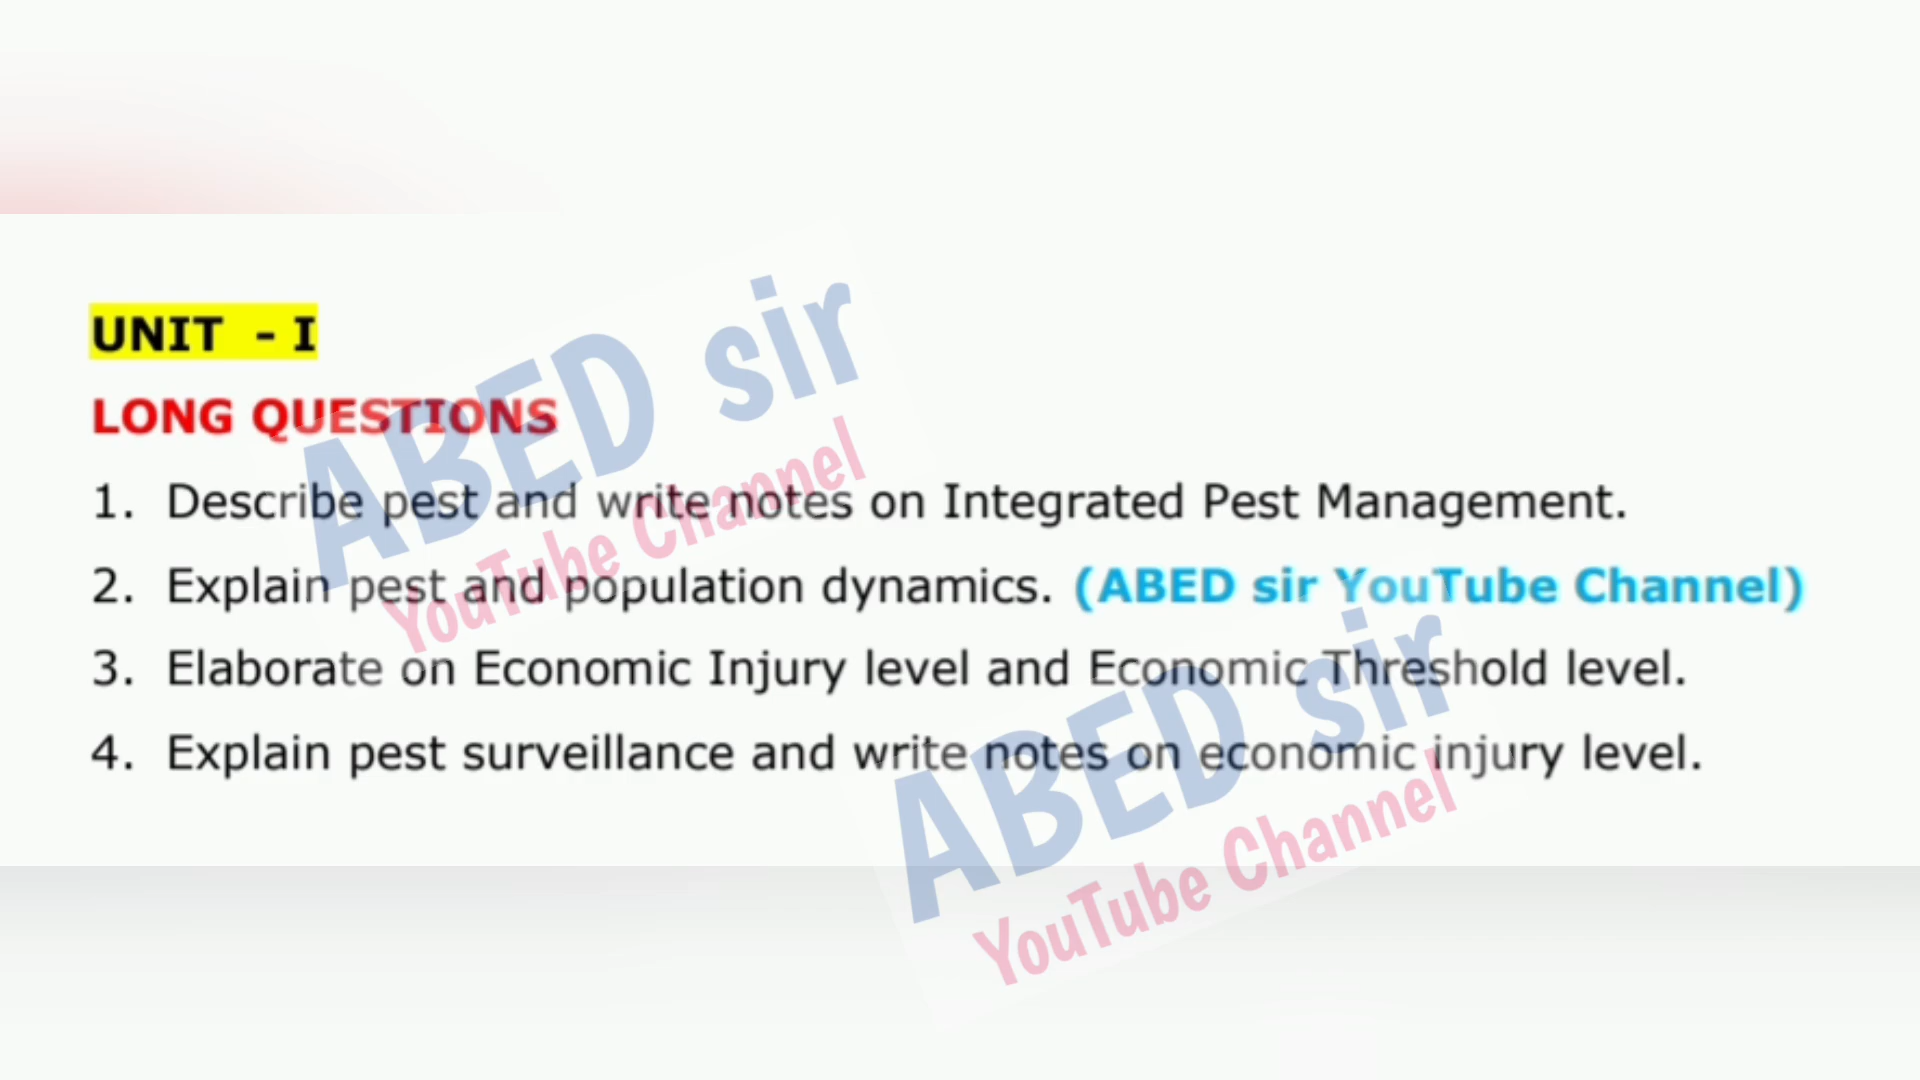 UNIT - I
LONG QUESTIONS
1. Describe pest and write notes on Integrated Pest Management.
2. Explain pest and population dynamics. (ABED sir YouTube Channel)
3. Elaborate on Economic Injury level and Economic Threshold level.
4. Explain pest surveillance and write notes on economic injury level.
ABED sir
YouTube Channel
ABED sir
YouTube Channel